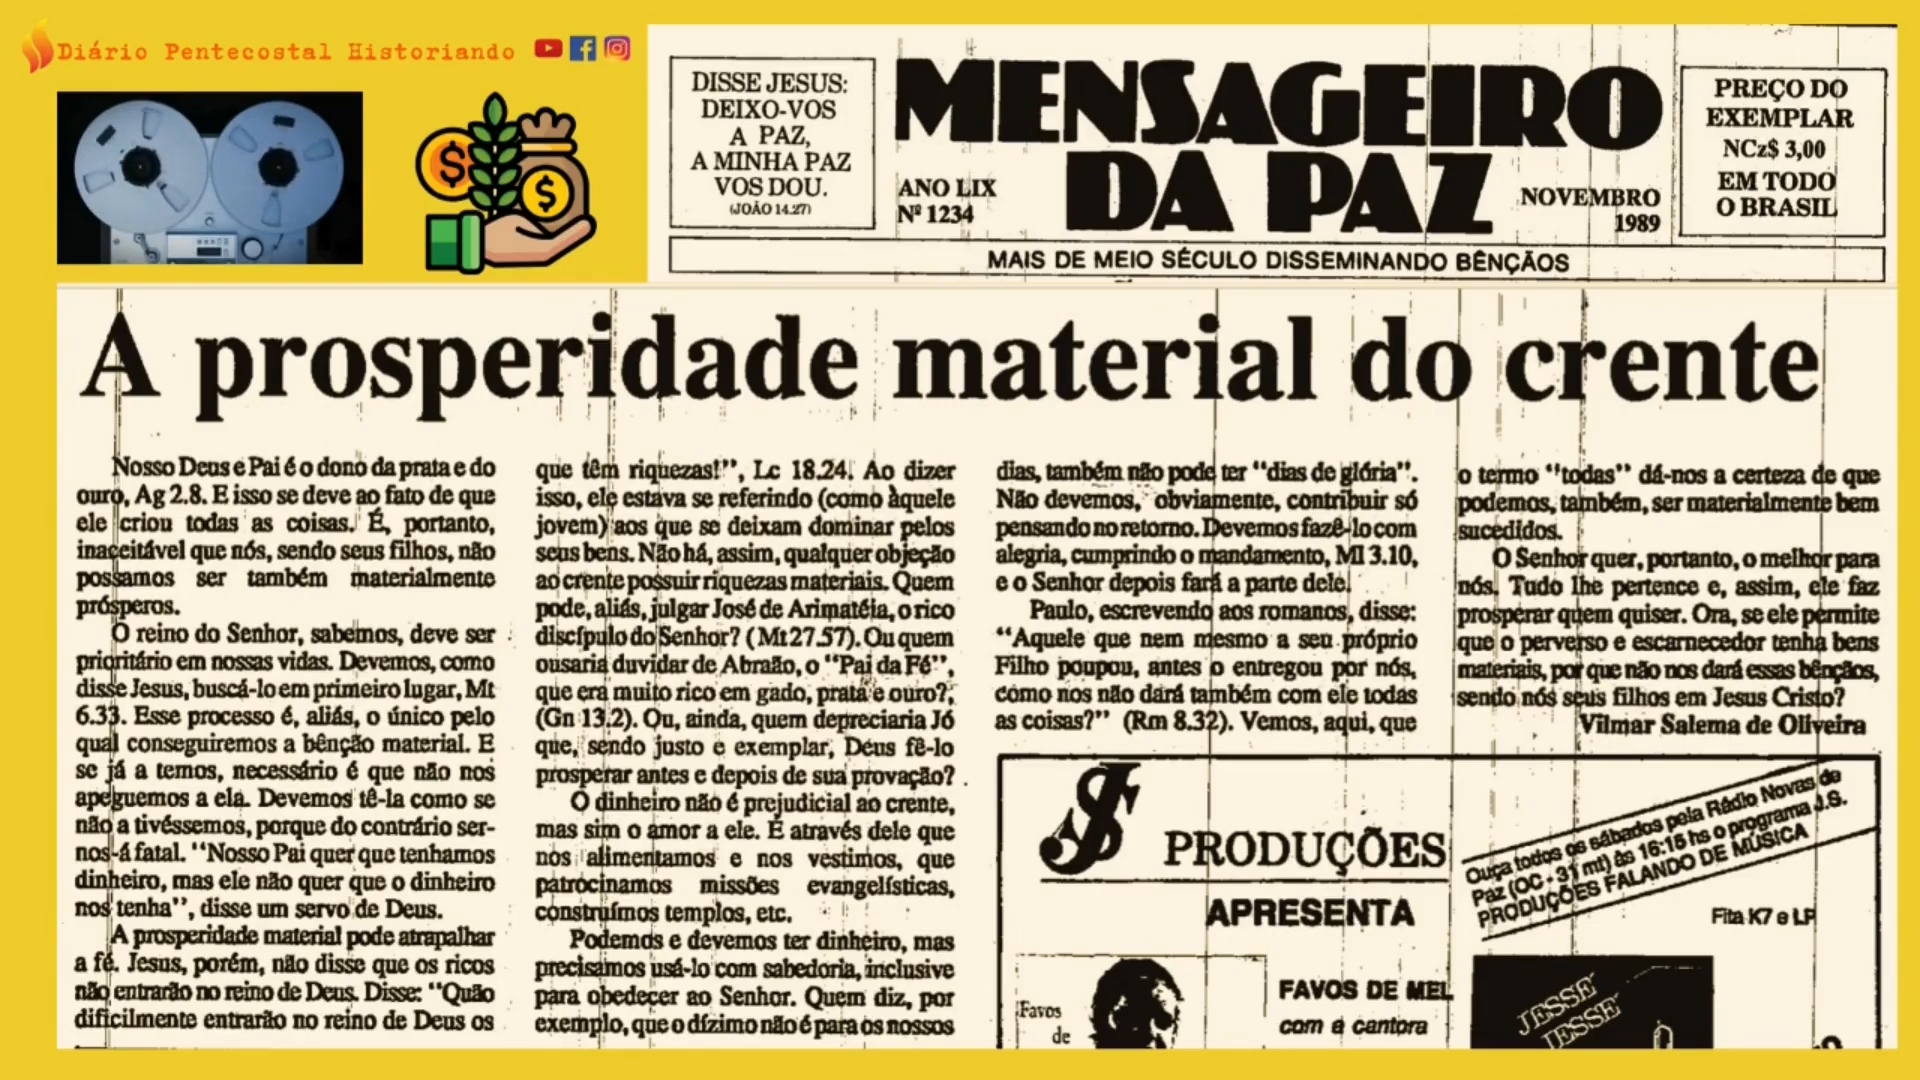 Diário Pentecostal Historiando
DISSE JESUS:
DEIXO-VOS
A PAZ,
A MINHA PAZ
VOS DOU.
(JOÃO 14.27)
MENSAGEIRO
DA PAZ
ANO LIX
Nº 1234
NOVEMBRO
1989
PREÇO DO
EXEMPLAR
NCz$ 3,00
EM TODO
O BRASIL
MAIS DE MEIO SÉCULO DISSEMINANDO BÊNÇÃOS
A prosperidade material do crente
Nosso Deus e Pai é o dono da prata e do
ouro, Ag 2.8. E isso se deve ao fato de que
ele criou todas as coisas. É, portanto,
inaceitável que nós, sendo seus filhos, não
possamos ser também materialmente
prósperos.
O reino do Senhor, sabemos, deve ser
prioritário em nossas vidas. Devemos, como
disse Jesus, buscá-lo em primeiro lugar, Mt
6.33. Esse processo é, aliás, o único pelo
qual conseguiremos a bênção material. E
se já a temos, necessário é que não nos
apeguemos a ela. Devemos tê-la como se
não a tivéssemos, porque do contrário ser-
nos-á fatal. "Nosso Pai quer que tenhamos
dinheiro, mas ele não quer que o dinheiro
nos tenha", disse um servo de Deus.
A prosperidade material pode atrapalhar
a fé. Jesus, porém, não disse que os ricos
não entrarão no reino de Deus. Disse: "Quão
dificilmente entrarão no reino de Deus os
que têm riquezas!", Lc 18.24. Ao dizer
isso, ele estava se referindo (como àquele
jovem) aos que se deixam dominar pelos
seus bens. Não há, assim, qualquer objeção
ao crente possuir riquezas materiais. Quem
pode, aliás, julgar José de Arimatéia, o rico
discípulo do Senhor? (Mt 27.57). Ou quem
ousaria duvidar de Abraão, o "Pai da Fé",
que era muito rico em gado, prata e ouro?,
(Gn 13.2). Ou, ainda, quem depreciaria Jó
que, sendo justo e exemplar, Deus fê-lo
prosperar antes e depois de sua provação?
O dinheiro não é prejudicial ao crente,
mas sim o amor a ele. É através dele que
nos alimentamos e nos vestimos, que
patrocinamos missões evangelísticas,
construímos templos, etc.
Podemos e devemos ter dinheiro, mas
precisamos usá-lo com sabedoria, inclusive
para obedecer ao Senhor. Quem diz, por
exemplo, que o dízimo não é para os nossos
dias, também não pode ter "dias de glória".
Não devemos, obviamente, contribuir só
pensando no retorno. Devemos fazê-lo com
alegria, cumprindo o mandamento, Ml 3.10,
e o Senhor depois fará a parte dele.
Paulo, escrevendo aos romanos, disse:
"Aquele que nem mesmo a seu próprio
Filho poupou, antes o entregou por nós,
como nos não dará também com ele todas
as coisas?" (Rm 8.32). Vemos, aqui, que
o termo "todas" dá-nos a certeza de que
podemos, também, ser materialmente bem
sucedidos.
O Senhor quer, portanto, o melhor para
nós. Tudo lhe pertence e, assim, ele faz
prosperar quem quiser. Ora, se ele permite
que o perverso e escarnecedor tenha bens
materiais, por que não nos dará essas bênçãos,
sendo nós seus filhos em Jesus Cristo?
Vilmar Salema de Oliveira
JS
PRODUÇÕES
APRESENTA
Ouça todos os sábados pela Rádio Novas de
Paz (OC - 31 mt) às 16:15 hs o programa J.S.
PRODUÇÕES FALANDO DE MÚSICA
Fita K7 e LP
Favos
de
FAVOS DE MEL
com a cantora
JESSE
JESSE